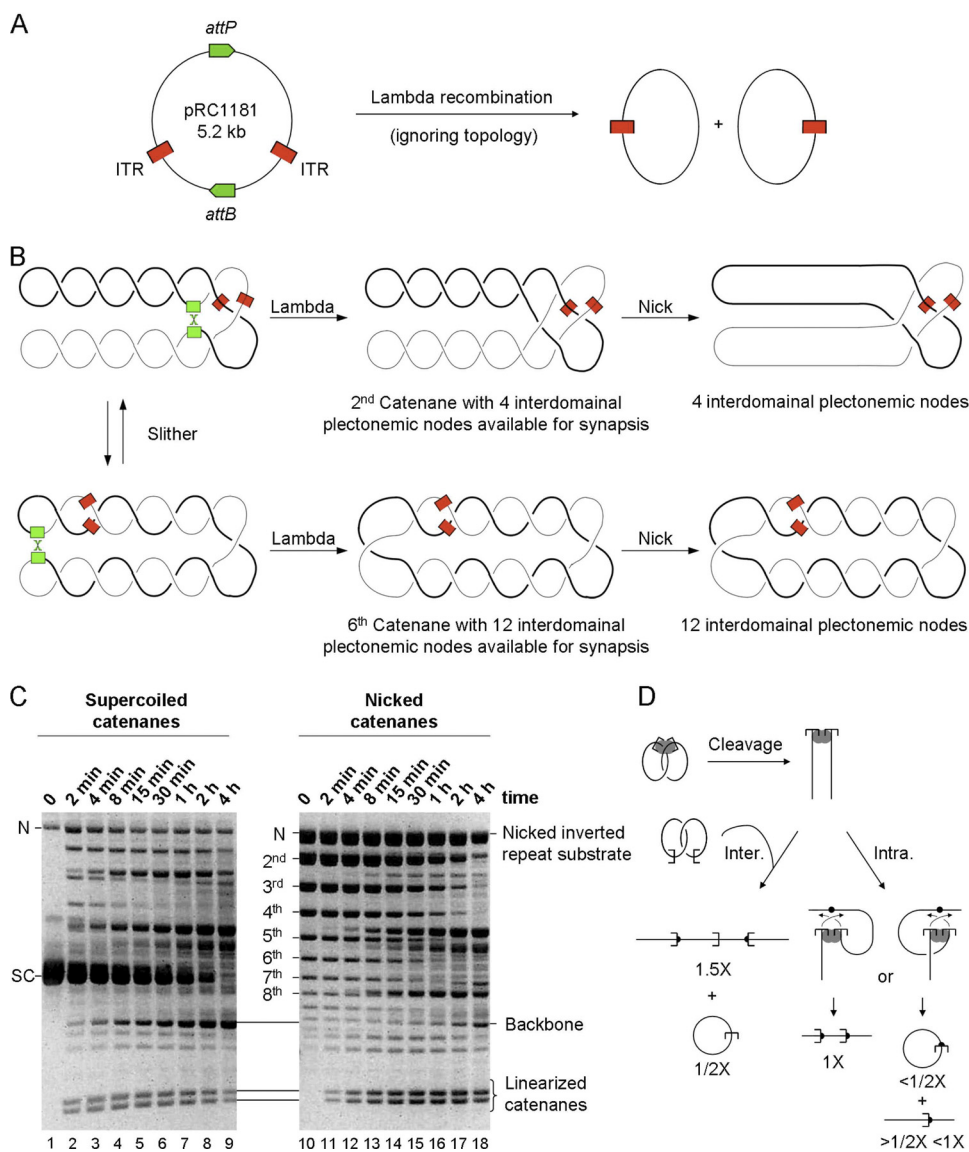 A
attP
pRC1181
5.2 kb
ITR
ITR
attB
Lambda recombination
(ignoring topology)
+
B
Lambda
Nick
2nd Catenane with 4 interdomainal
plectonemic nodes available for synapsis
4 interdomainal plectonemic nodes
Slither
Lambda
Nick
6th Catenane with 12 interdomainal
plectonemic nodes available for synapsis
12 interdomainal plectonemic nodes
C
Supercoiled
catenanes
Nicked
catenanes
0 2 min 4 min 8 min 15 min 30 min 1 h 2 h 4 h
0 2 min 4 min 8 min 15 min 30 min 1 h 2 h 4 h
time
N
SC
N
2nd
3rd
4th
5th
6th
7th
8th
Nicked inverted
repeat substrate
Backbone
Linearized
catenanes
1 2 3 4 5 6 7 8 9
10 11 12 13 14 15 16 17 18
D
Cleavage
Inter.
Intra.
1.5X
+
1/2X
or
1X
<1/2X
+
>1/2X <1X